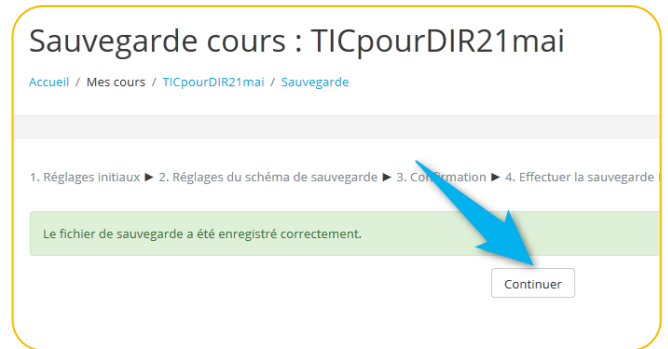 Sauvegarde cours : TICpourDIR21mai
Accueil / Mes cours / TICpourDIR21mai / Sauvegarde
1. Réglages initiaux ► 2. Réglages du schéma de sauvegarde ► 3. Confirmation ► 4. Effectuer la sauvegarde
Le fichier de sauvegarde a été enregistré correctement.
Continuer